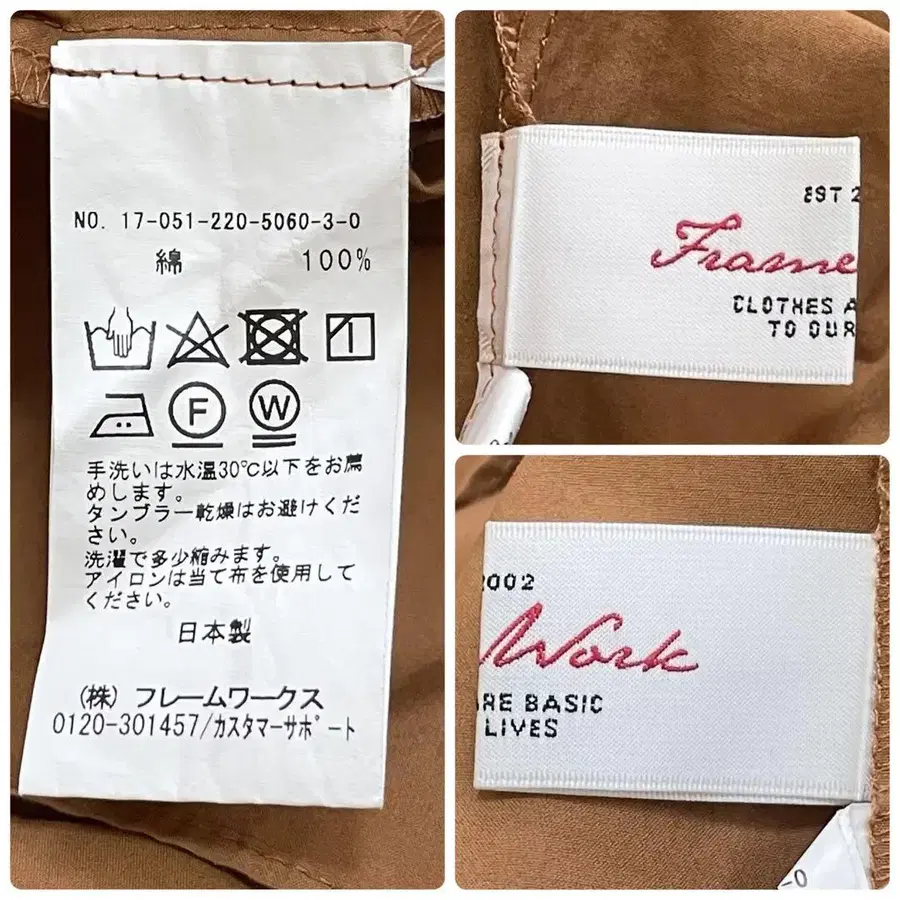 NO. 17-051-220-5060-3-0
綿 100%
F W
手洗いは水温30℃以下をお薦
めします。
タンブラー乾燥はお避けくだ
さい。
洗濯で多少縮みます。
アイロンは当て布を使用して
ください。
日本製
(株) フレームワークス
0120-301457/カスタマーサポート
EST 2
Frame
CLOTHES A
TO OUR
2002
Work
ARE BASIC
LIVES
-0